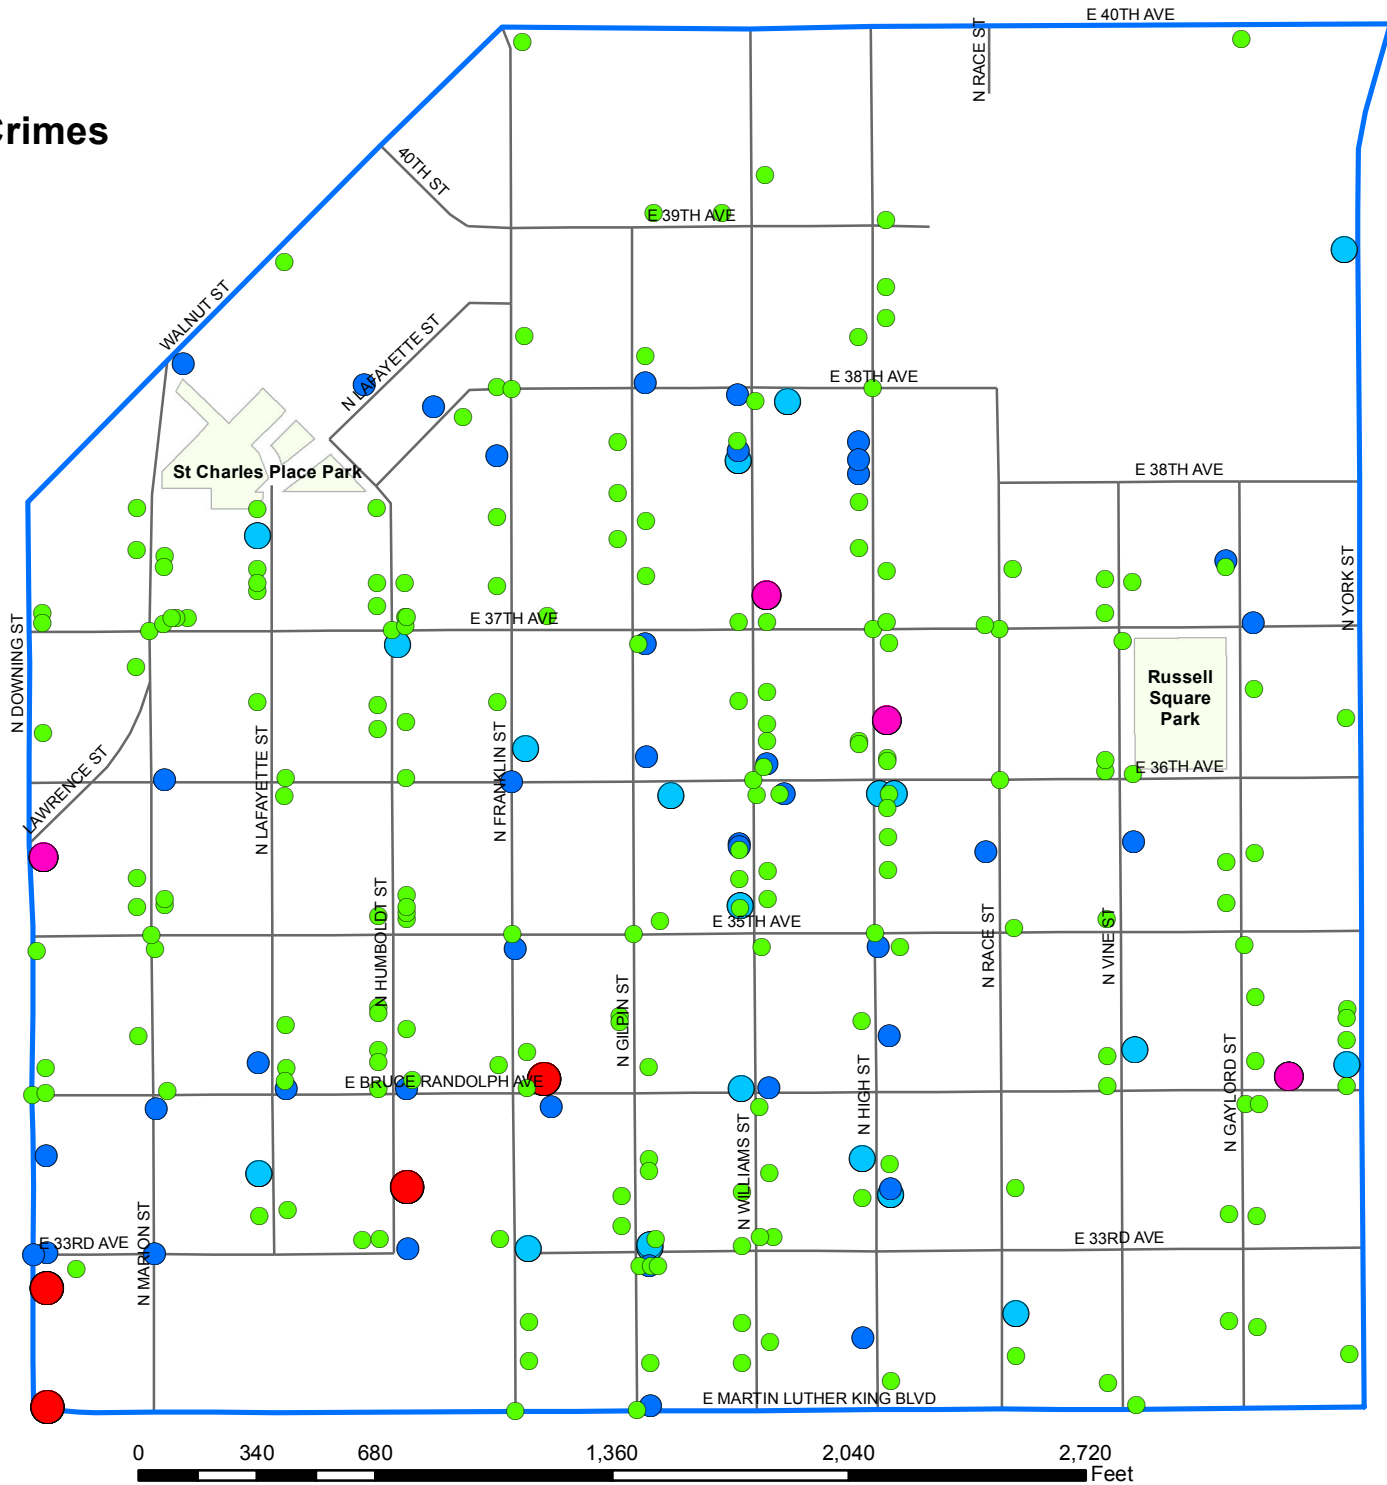 E 40TH AVE
N RACE ST
Crimes
40TH ST
E 39TH AVE
WALNUT ST
N LAFAYETTE ST
E 38TH AVE
St Charles Place Park
E 38TH AVE
N YORK ST
E 37TH AVE
N DOWNING ST
Russell
Square
Park
N LAFAYETTE ST
N FRANKLIN ST
E 36TH AVE
LAWRENCE ST
N HUMBOLDT ST
E 35TH AVE
N RACE ST
N VINE ST
N GILPIN ST
E BRUCE RANDOLPH AVE
N HIGH ST
N GAYLORD ST
N WILLIAMS ST
E 33RD AVE
N MARION ST
E 33RD AVE
E MARTIN LUTHER KING BLVD
0 340 680 1,360 2,040 2,720
Feet